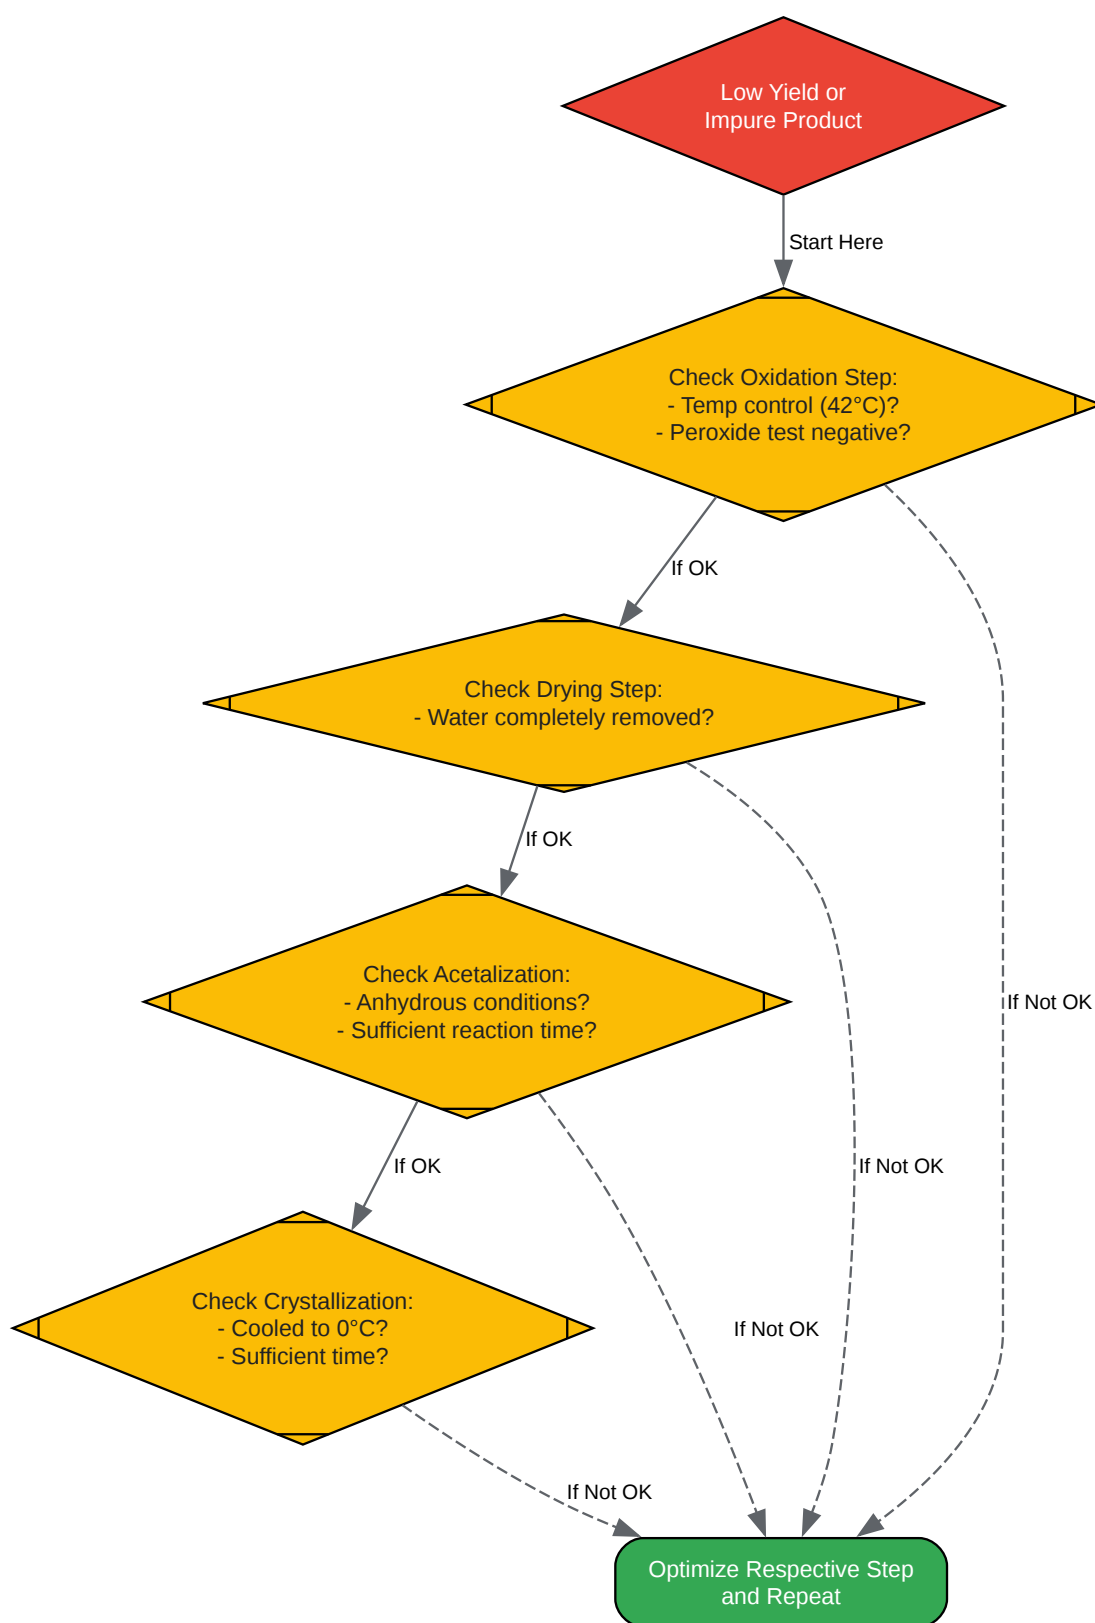 Low Yield or
Impure Product
Start Here
Check Oxidation Step:
- Temp control (42°C)?
- Peroxide test negative?
If OK
Check Drying Step:
- Water completely removed?
If OK
Check Acetalization:
- Anhydrous conditions?
- Sufficient reaction time?
If Not OK
If OK
If Not OK
Check Crystallization:
- Cooled to 0°C?
- Sufficient time?
If Not OK
If Not OK
Optimize Respective Step
and Repeat